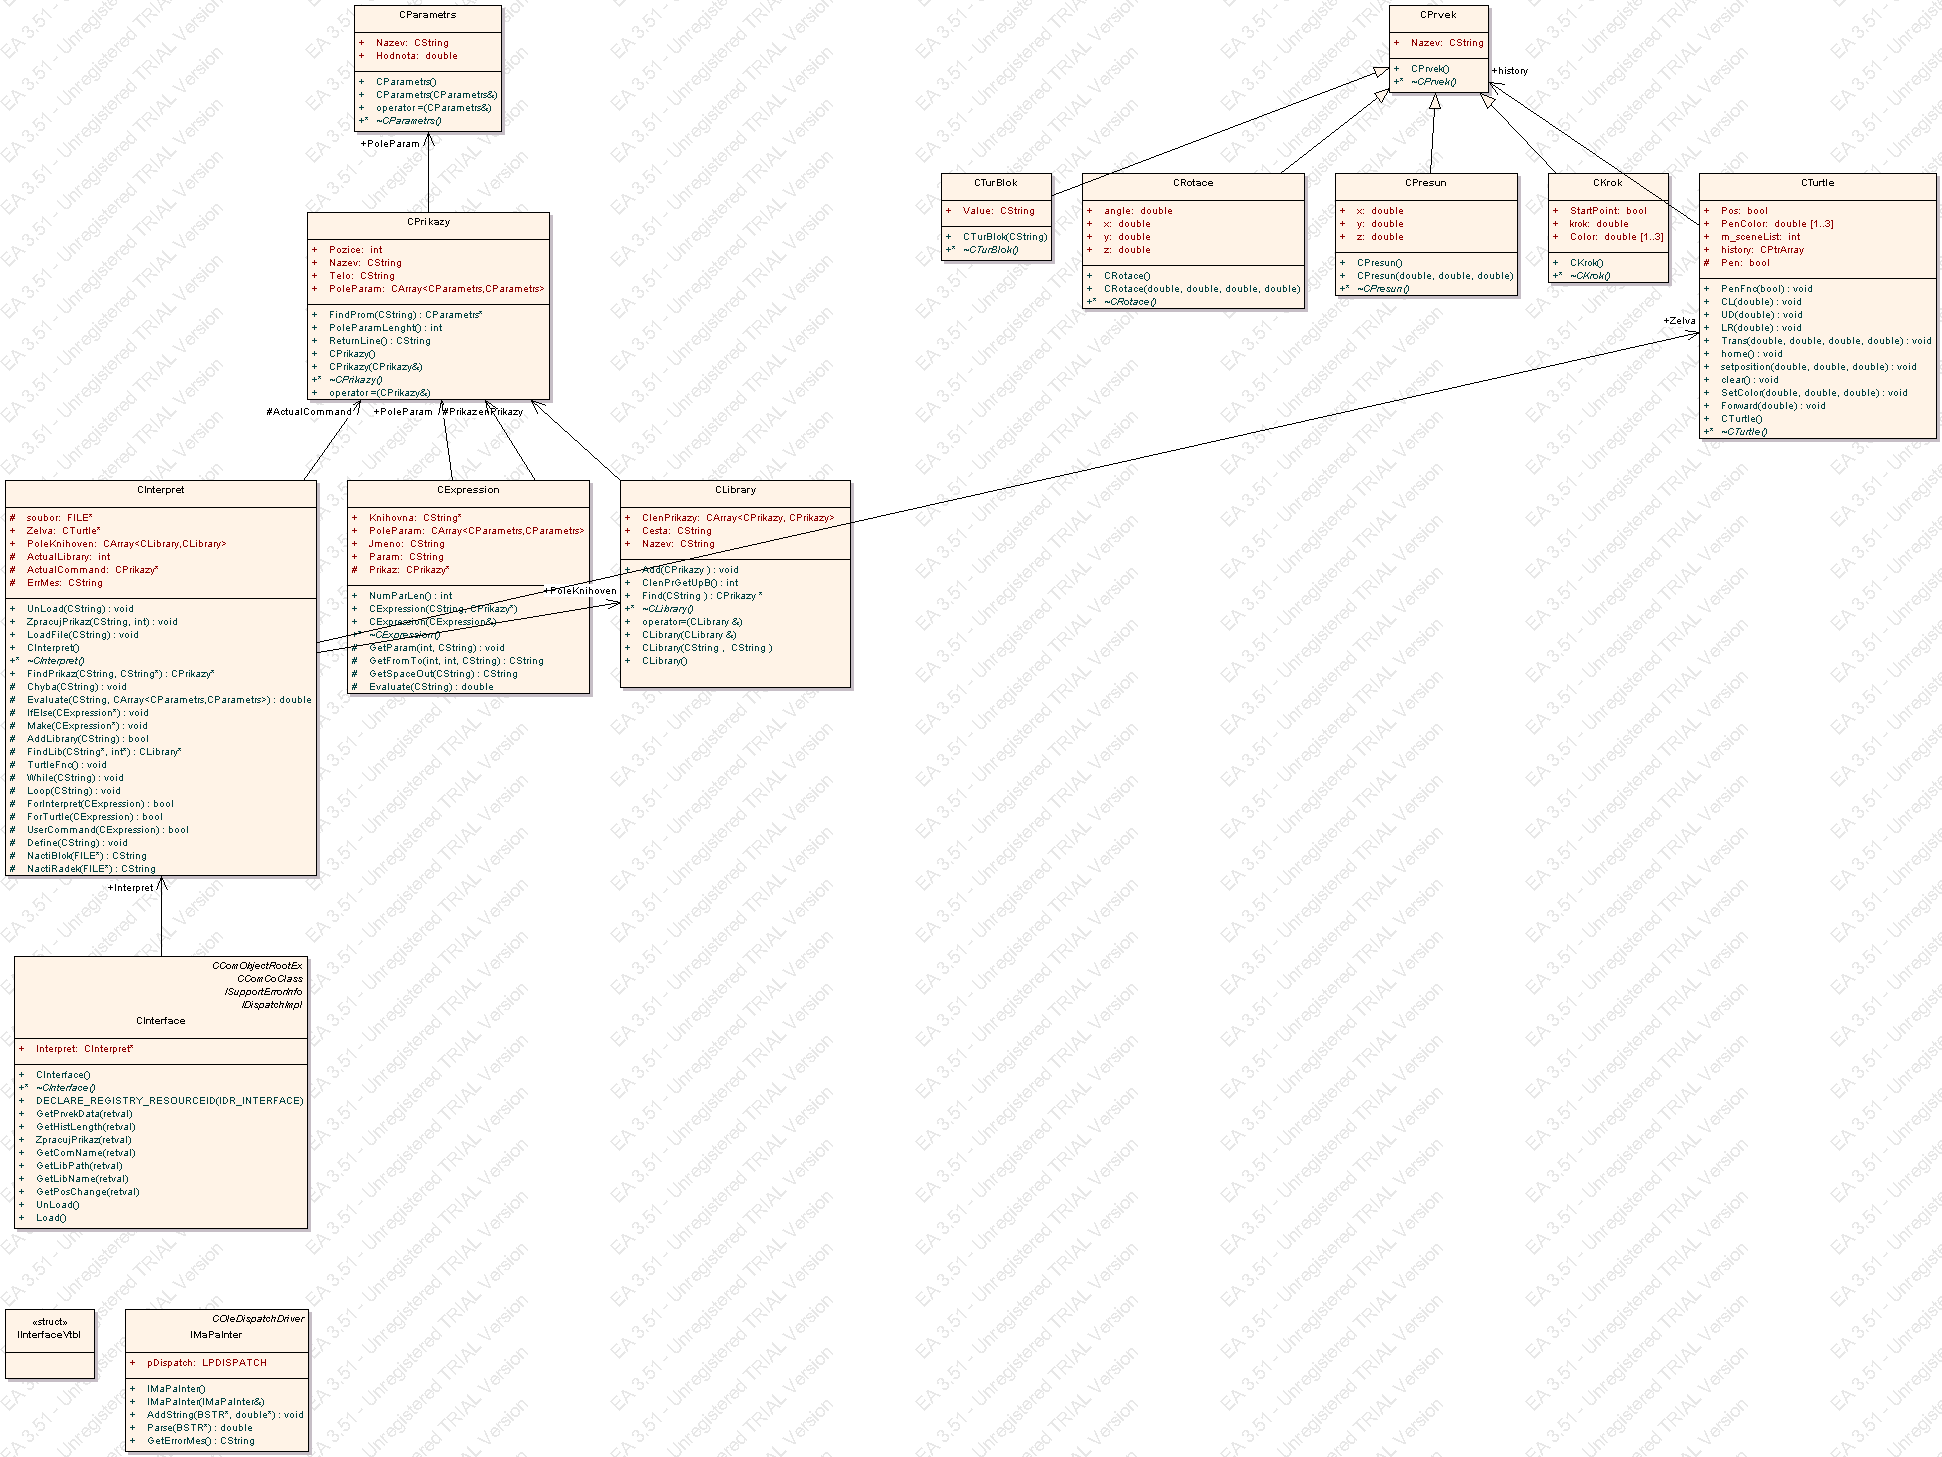 CParametrs
+ Nazev: CString
+ Hodnota: double
+ CParametrs()
+ CParametrs(CParametrs&)
+ operator =(CParametrs&)
+* ~CParametrs()
+PoleParam
CPrikazy
+ Pozice: int
+ Nazev: CString
+ Telo: CString
+ PoleParam: CArray<CParametrs,CParametrs>
+ FindProm(CString) : CParametrs*
+ PoleParamLenght() : int
+ ReturnLine() : CString
+ CPrikazy()
+ CPrikazy(CPrikazy&)
+* ~CPrikazy()
+ operator =(CPrikazy&)
#ActualCommand
+PoleParam
#Prikaz
CPrvek
+ Nazev: CString
+ CPrvek()
+* ~CPrvek()
+history
CTurBlok
+ Value: CString
+ CTurBlok(CString)
+* ~CTurBlok()
CRotace
+ angle: double
+ x: double
+ y: double
+ z: double
+ CRotace()
+ CRotace(double, double, double, double)
+* ~CRotace()
CPresun
+ x: double
+ y: double
+ z: double
+ CPresun()
+ CPresun(double, double, double)
+* ~CPresun()
CKrok
+ StartPoint: bool
+ krok: double
+ Color: double [1..3]
+ CKrok()
+* ~CKrok()
CTurtle
+ Pos: bool
+ PenColor: double [1..3]
+ m_sceneList: int
+ history: CPtrArray
# Pen: bool
+ PenFnc(bool) : void
+ CL(double) : void
+ UD(double) : void
+ LR(double) : void
+ Trans(double, double, double, double) : void
+ home() : void
+ setposition(double, double, double) : void
+ clear() : void
+ SetColor(double, double, double) : void
+ Forward(double) : void
+ CTurtle()
+* ~CTurtle()
+Zelva
CInterpret
# soubor: FILE*
+ Zelva: CTurtle*
+ PoleKnihoven: CArray<CLibrary,CLibrary>
# ActualLibrary: int
# ActualCommand: CPrikazy*
# ErrMes: CString
+ UnLoad(CString) : void
+ ZpracujPrikaz(CString, int) : void
+ LoadFile(CString) : void
+ CInterpret()
+* ~CInterpret()
+ FindPrikaz(CString, CString*) : CPrikazy*
# Chyba(CString) : void
# Evaluate(CString, CArray<CParametrs,CParametrs>) : double
# IfElse(CExpression*) : void
# Make(CExpression*) : void
# AddLibrary(CString) : bool
# FindLib(CString*, int*) : CLibrary*
# TurtleFnc() : void
# While(CString) : void
# Loop(CString) : void
# ForInterpret(CExpression) : bool
# ForTurtle(CExpression) : bool
# UserCommand(CExpression) : bool
# Define(CString) : void
# NactiBlok(FILE*) : CString
# NactiRadek(FILE*) : CString
CExpression
+ Knihovna: CString*
+ PoleParam: CArray<CParametrs,CParametrs>
+ Jmeno: CString
+ Param: CString
# Prikaz: CPrikazy*
+ NumParLen() : int
+ CExpression(CString, CPrikazy*)
+ CExpression(CExpression&)
+* ~CExpression()
# GetParam(int, CString) : void
# GetFromTo(int, int, CString) : CString
# GetSpaceOut(CString) : CString
# Evaluate(CString) : double
+PoleKnihoven
CLibrary
+ ClenPrikazy: CArray<CPrikazy, CPrikazy>
+ Cesta: CString
+ Nazev: CString
+ Add(CPrikazy ) : void
+ ClenPrGetUpB() : int
+ Find(CString ) : CPrikazy *
+* ~CLibrary()
+ operator=(CLibrary &)
+ CLibrary(CLibrary &)
+ CLibrary(CString , CString )
+ CLibrary()
+Interpret
CComObjectRootEx
CComCoClass
ISupportErrorInfo
IDispatchImpl
CInterface
+ Interpret: CInterpret*
+ CInterface()
+* ~CInterface()
+ DECLARE_REGISTRY_RESOURCEID(IDR_INTERFACE)
+ GetPrvekData(retval)
+ GetHistLength(retval)
+ ZpracujPrikaz(retval)
+ GetComName(retval)
+ GetLibPath(retval)
+ GetLibName(retval)
+ GetPosChange(retval)
+ UnLoad()
+ Load()
«struct»
IInterfaceVtbl
COleDispatchDriver
IMaPaInter
+ pDispatch: LPDISPATCH
+ IMaPaInter()
+ IMaPaInter(IMaPaInter&)
+ AddString(BSTR*, double*) : void
+ Parse(BSTR*) : double
+ GetErrorMes() : CString
EA 3.51 - Unregistered TRIAL Version